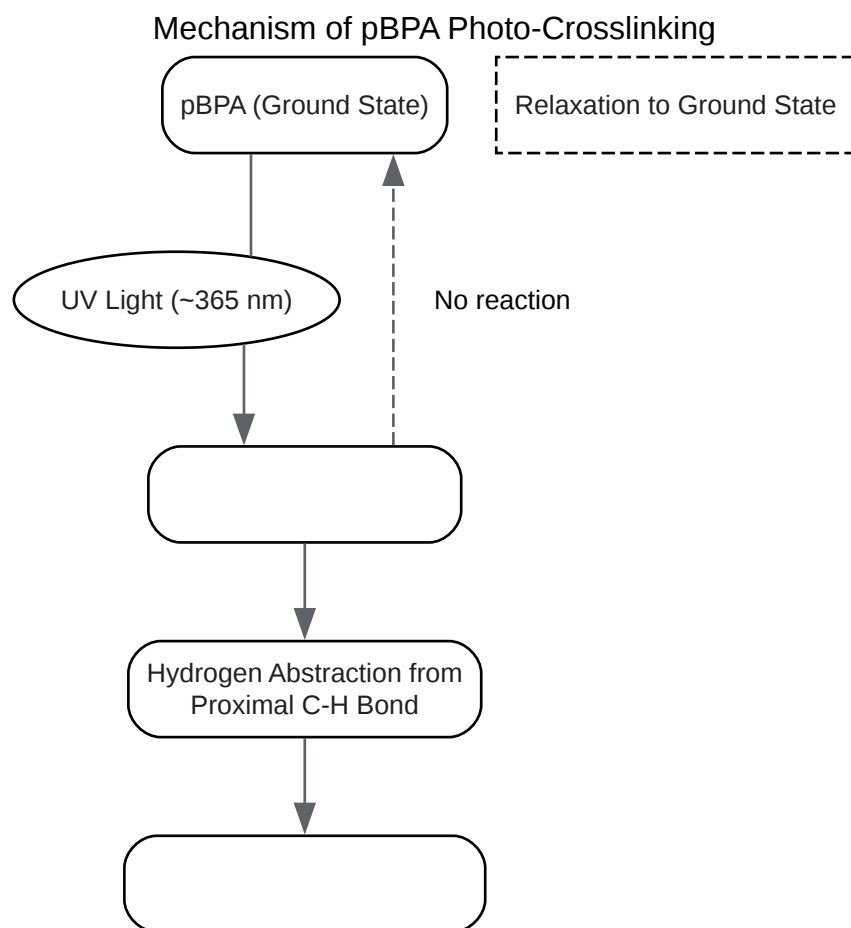 Mechanism of pBPA Photo-Crosslinking
pBPA (Ground State)
Relaxation to Ground State
UV Light (~365 nm)
No reaction
Hydrogen Abstraction from
Proximal C-H Bond